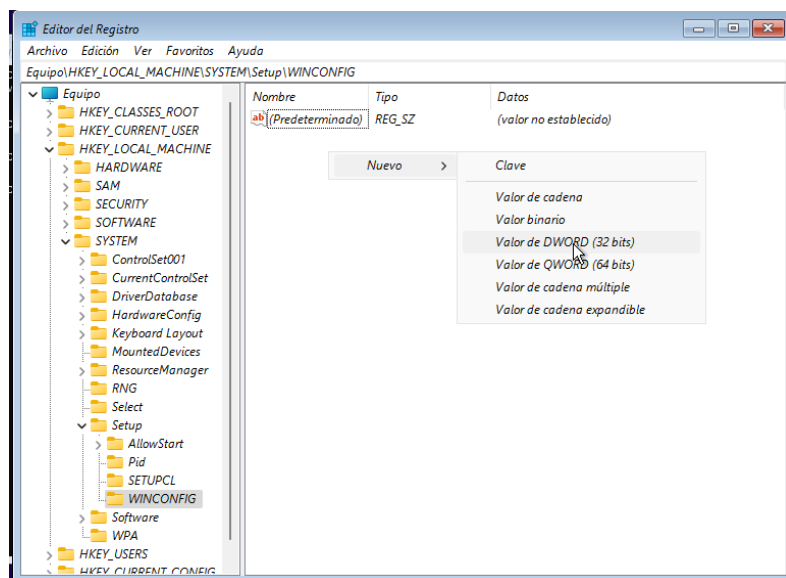 Editor del Registro
Archivo Edición Ver Favoritos Ayuda
Equipo\HKEY_LOCAL_MACHINE\SYSTEM\Setup\WINCONFIG
Equipo
HKEY_CLASSES_ROOT
HKEY_CURRENT_USER
HKEY_LOCAL_MACHINE
HARDWARE
SAM
SECURITY
SOFTWARE
SYSTEM
ControlSet001
CurrentControlSet
DriverDatabase
HardwareConfig
Keyboard Layout
MountedDevices
ResourceManager
RNG
Select
Setup
AllowStart
Pid
SETUPCL
WINCONFIG
Software
WPA
HKEY_USERS
HKEY_CURRENT_CONFIG
Nombre Tipo Datos
ab (Predeterminado) REG_SZ (valor no establecido)
Nuevo
Clave
Valor de cadena
Valor binario
Valor de DWORD (32 bits)
Valor de QWORD (64 bits)
Valor de cadena múltiple
Valor de cadena expandible